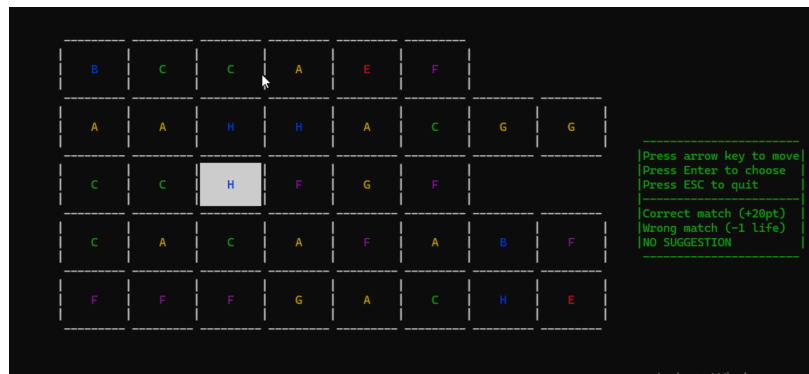 B C C A E F
A A H H A C G G
C C H F G F
C A C A F A B F
F F F G A C H E
Press arrow key to move
Press Enter to choose
Press ESC to quit
Correct match (+20pt)
Wrong match (-1 life)
NO SUGGESTION